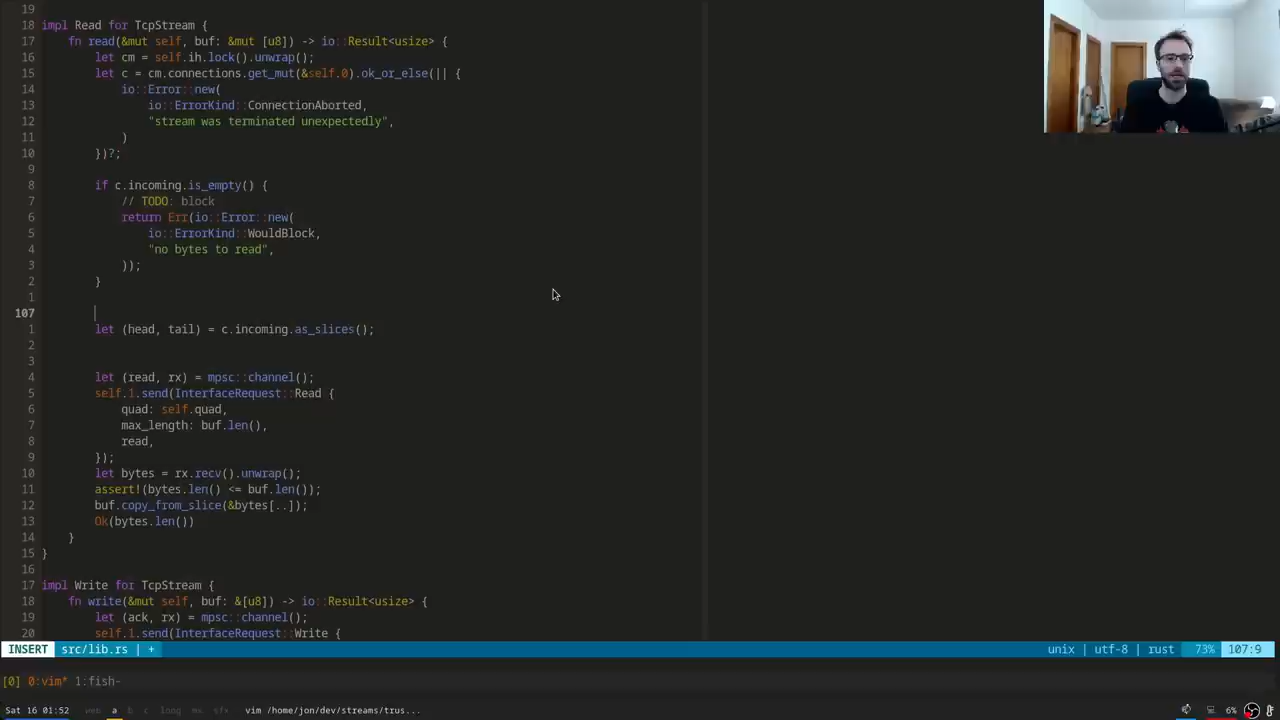 19
18 impl Read for TcpStream {
17 fn read(&mut self, buf: &mut [u8]) -> io::Result<usize> {
16 let cm = self.ih.lock().unwrap();
15 let c = cm.connections.get_mut(&self.0).ok_or_else(|| {
14 io::Error::new(
13 io::ErrorKind::ConnectionAborted,
12 "stream was terminated unexpectedly",
11 )
10 })?;
9
8 if c.incoming.is_empty() {
7 // TODO: block
6 return Err(io::Error::new(
5 io::ErrorKind::WouldBlock,
4 "no bytes to read",
3 ));
2 }
1
107
1 let (head, tail) = c.incoming.as_slices();
2
3
4 let (read, rx) = mpsc::channel();
5 self.1.send(InterfaceRequest::Read {
6 quad: self.quad,
7 max_length: buf.len(),
8 read,
9 });
10 let bytes = rx.recv().unwrap();
11 assert!(bytes.len() <= buf.len());
12 buf.copy_from_slice(&bytes[..]);
13 Ok(bytes.len())
14 }
15 }
16
17 impl Write for TcpStream {
18 fn write(&mut self, buf: &[u8]) -> io::Result<usize> {
19 let (ack, rx) = mpsc::channel();
20 self.1.send(InterfaceRequest::Write {
INSERT src/lib.rs | + unix | utf-8 | rust 73% 107:9
[0] 0:vim* 1:fish-
Sat 16 01:52 web a b c long ms sfx vim /home/jon/dev/streams/trus... 6%